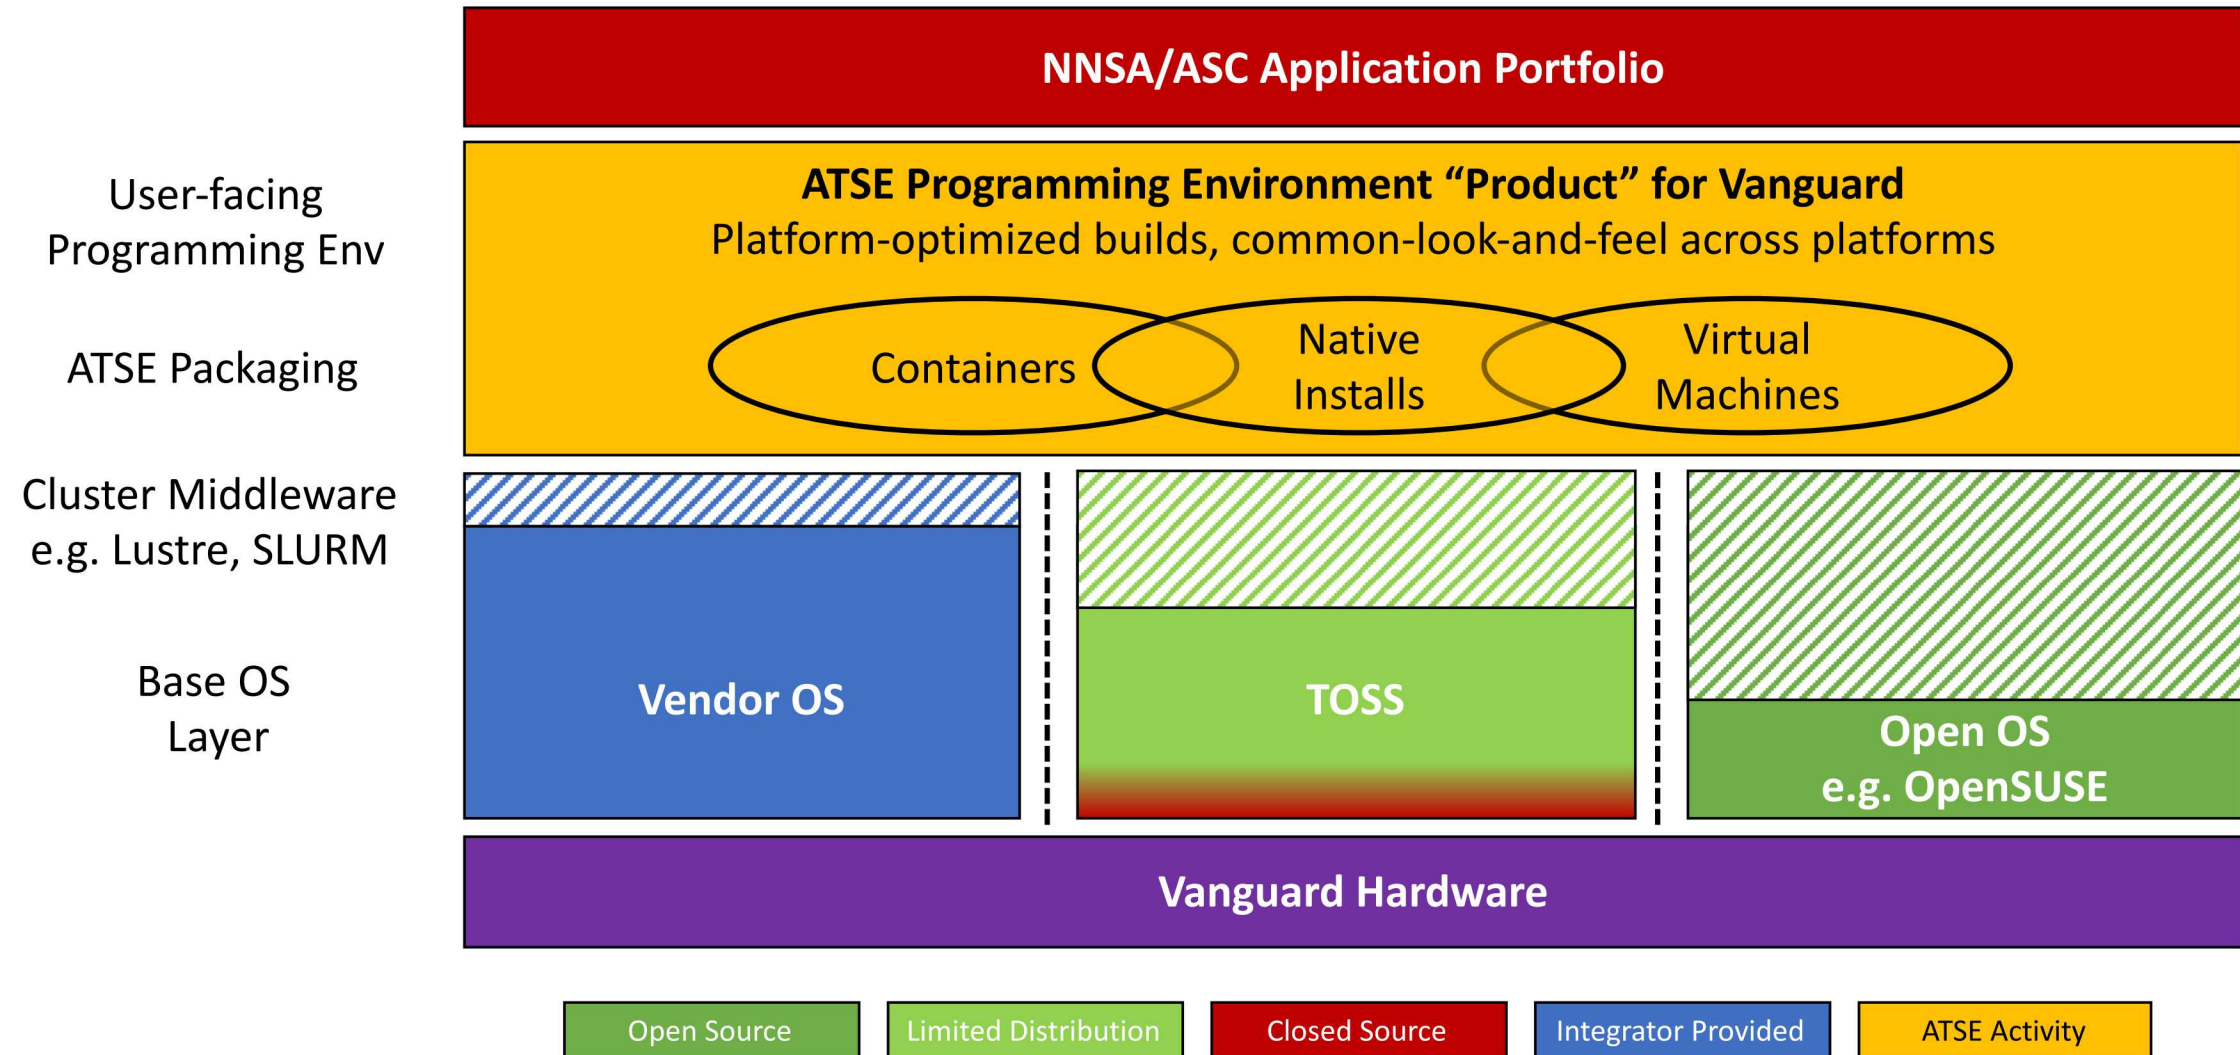 NNSA/ASC Application Portfolio
User-facing
Programming Env
ATSE Programming Environment “Product” for Vanguard
Platform-optimized builds, common-look-and-feel across platforms
ATSE Packaging
Containers
Native
Installs
Virtual
Machines
Cluster Middleware
e.g. Lustre, SLURM
Base OS
Layer
Vendor OS
TOSS
Open OS
e.g. OpenSUSE
Vanguard Hardware
Open Source
Limited Distribution
Closed Source
Integrator Provided
ATSE Activity